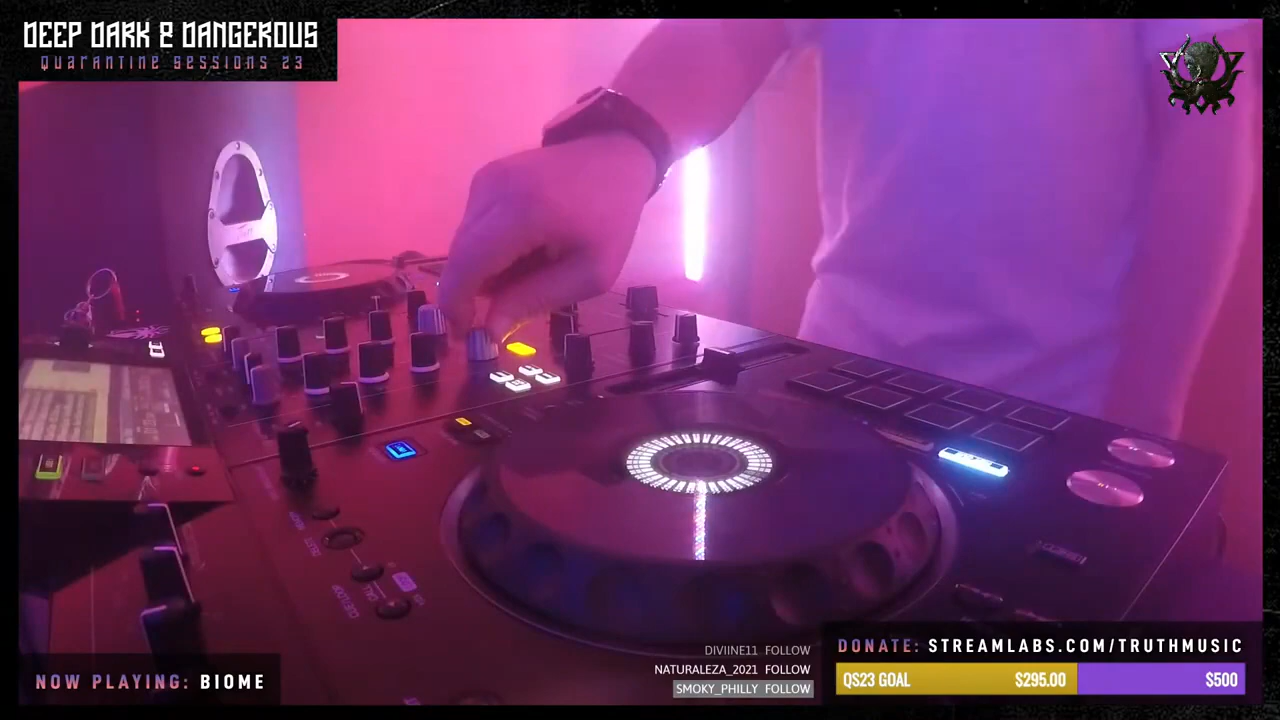 DEEP DARK & DANGEROUS
QUARANTINE SESSIONS 23
DIVIINE11 FOLLOW
NATURALEZA_2021 FOLLOW
SMOKY_PHILLY FOLLOW
DONATE: STREAMLABS.COM/TRUTHMUSIC
QS23 GOAL $295.00 $500
NOW PLAYING: BIOME